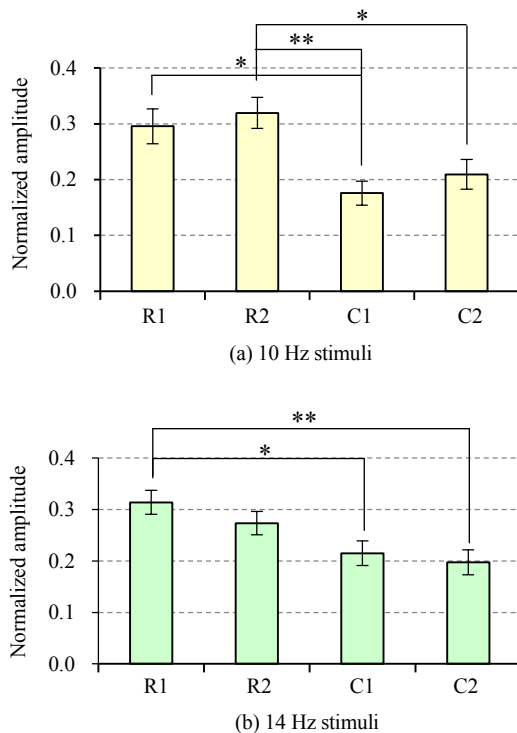 *
**
*
0.4
0.3
0.2
0.1
0.0
Normalized amplitude
R1 R2 C1 C2
(a) 10 Hz stimuli
**
*
0.4
0.3
0.2
0.1
0.0
Normalized amplitude
R1 R2 C1 C2
(b) 14 Hz stimuli